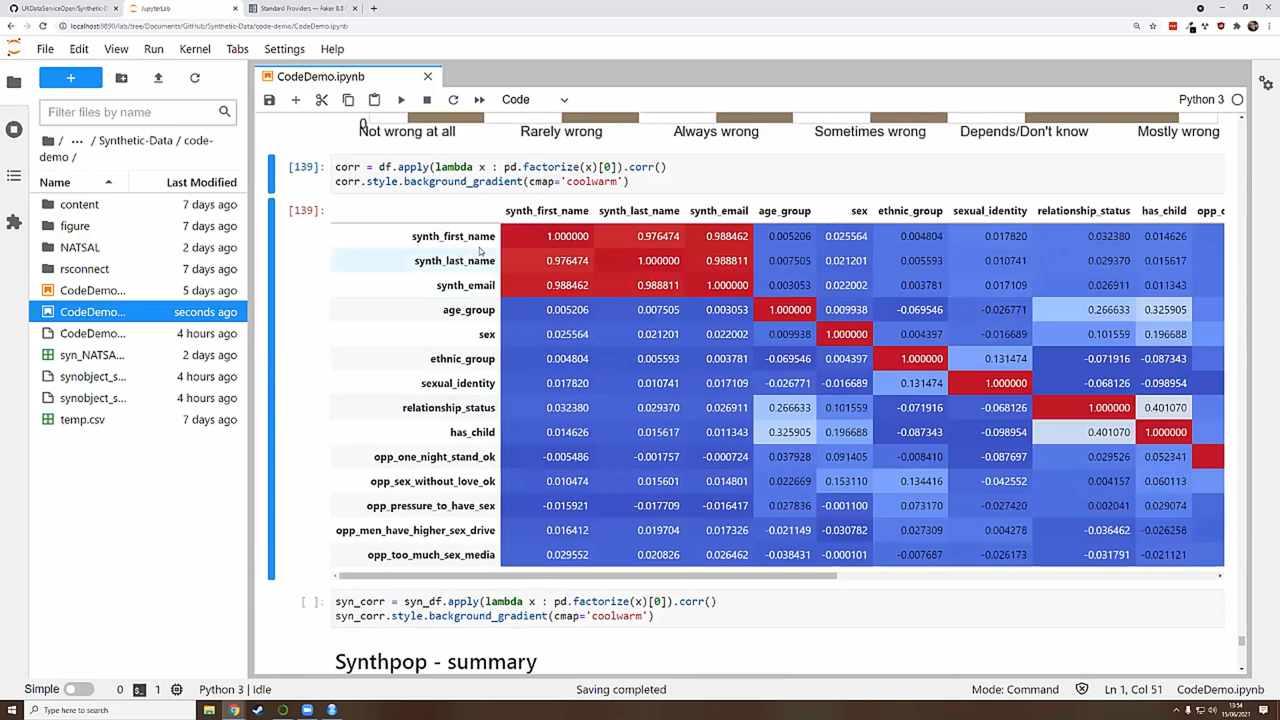 UKDataServiceOpen/Synthetic-Data
JupyterLab
Standard Providers — Faker 8.8
localhost:8890/lab/tree/Documents/GitHub/Synthetic-Data/code-demo/CodeDemo.ipynb
File Edit View Run Kernel Tabs Settings Help
CodeDemo.ipynb
Code
Python 3
Filter files by name
/ ... / Synthetic-Data / code-
demo /
Name Last Modified
content 7 days ago
figure 7 days ago
NATSAL 7 days ago
rsconnect 7 days ago
CodeDemo... 5 days ago
CodeDemo... seconds ago
CodeDemo... 4 hours ago
syn_NATSA... 2 days ago
synobject_s... 4 hours ago
synobject_s... 4 hours ago
temp.csv 2 days ago
0
Not wrong at all Rarely wrong Always wrong Sometimes wrong Depends/Don't know Mostly wrong
[139]: corr = df.apply(lambda x : pd.factorize(x)[0]).corr()
corr.style.background_gradient(cmap='coolwarm')
[139]: synth_first_name synth_last_name synth_email age_group sex ethnic_group sexual_identity relationship_status has_child opp_c
synth_first_name 1.000000 0.976474 0.988462 0.005206 0.025564 0.004804 0.017820 0.032380 0.014626
synth_last_name 0.976474 1.000000 0.988811 0.007505 0.021201 0.005593 0.010741 0.029370 0.015617
synth_email 0.988462 0.988811 1.000000 0.003053 0.022002 0.003781 0.017109 0.026911 0.011343
age_group 0.005206 0.007505 0.003053 1.000000 0.009938 -0.069546 -0.026771 0.266633 0.325905
sex 0.025564 0.021201 0.022002 0.009938 1.000000 0.004397 -0.016689 0.101559 0.196688
ethnic_group 0.004804 0.005593 0.003781 -0.069546 0.004397 1.000000 0.131474 -0.071916 -0.087343
sexual_identity 0.017820 0.010741 0.017109 -0.026771 -0.016689 0.131474 1.000000 -0.068126 -0.098954
relationship_status 0.032380 0.029370 0.026911 0.266633 0.101559 -0.071916 -0.068126 1.000000 0.401070
has_child 0.014626 0.015617 0.011343 0.325905 0.196688 -0.087343 -0.098954 0.401070 1.000000
opp_one_night_stand_ok -0.005486 -0.001757 -0.000724 0.037928 0.091405 -0.008410 -0.087697 0.029526 0.052341
opp_sex_without_love_ok 0.010474 0.015601 0.014801 0.022669 0.153110 0.134416 -0.042552 0.004157 0.060113
opp_pressure_to_have_sex -0.015921 -0.017709 -0.016417 0.027836 -0.001100 0.073170 -0.027420 0.002041 0.029074
opp_men_have_higher_sex_drive 0.016412 0.019704 0.017326 -0.021149 -0.030782 0.027309 0.004278 -0.036462 -0.026258
opp_too_much_sex_media 0.029552 0.020826 0.026462 -0.038431 -0.000101 -0.007687 -0.026173 -0.031791 -0.021122
[ ]: syn_corr = syn_df.apply(lambda x : pd.factorize(x)[0]).corr()
syn_corr.style.background_gradient(cmap='coolwarm')
Synthpop - summary
Simple 0 1 Python 3 | Idle Saving completed Mode: Command Ln 1, Col 51 CodeDemo.ipynb
Type here to search
13:54
15/06/2021